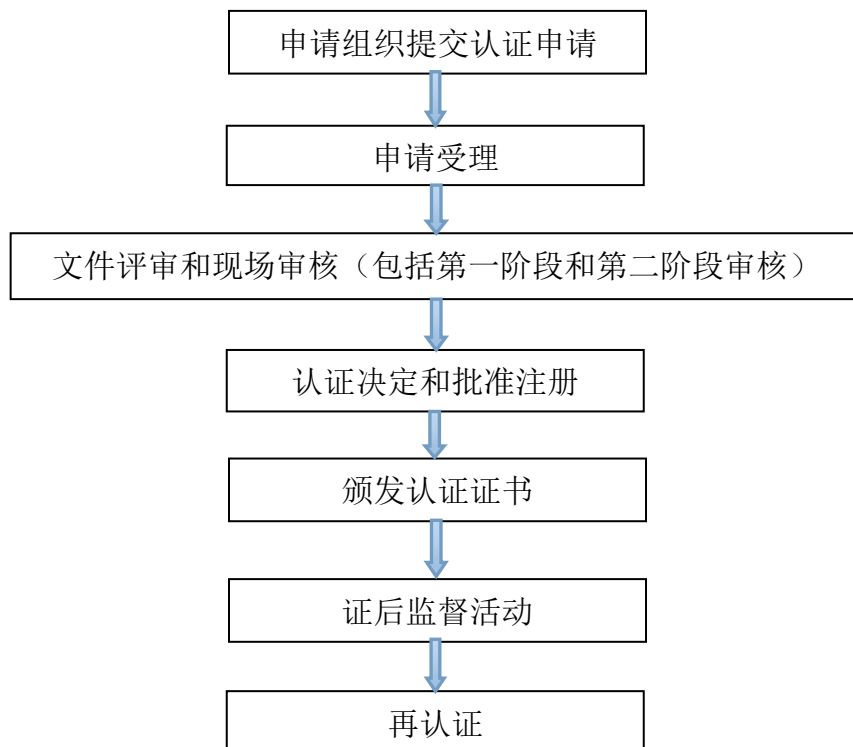 申请组织提交认证申请
申请受理
文件评审和现场审核（包括第一阶段和第二阶段审核）
认证决定和批准注册
颁发认证证书
证后监督活动
再认证